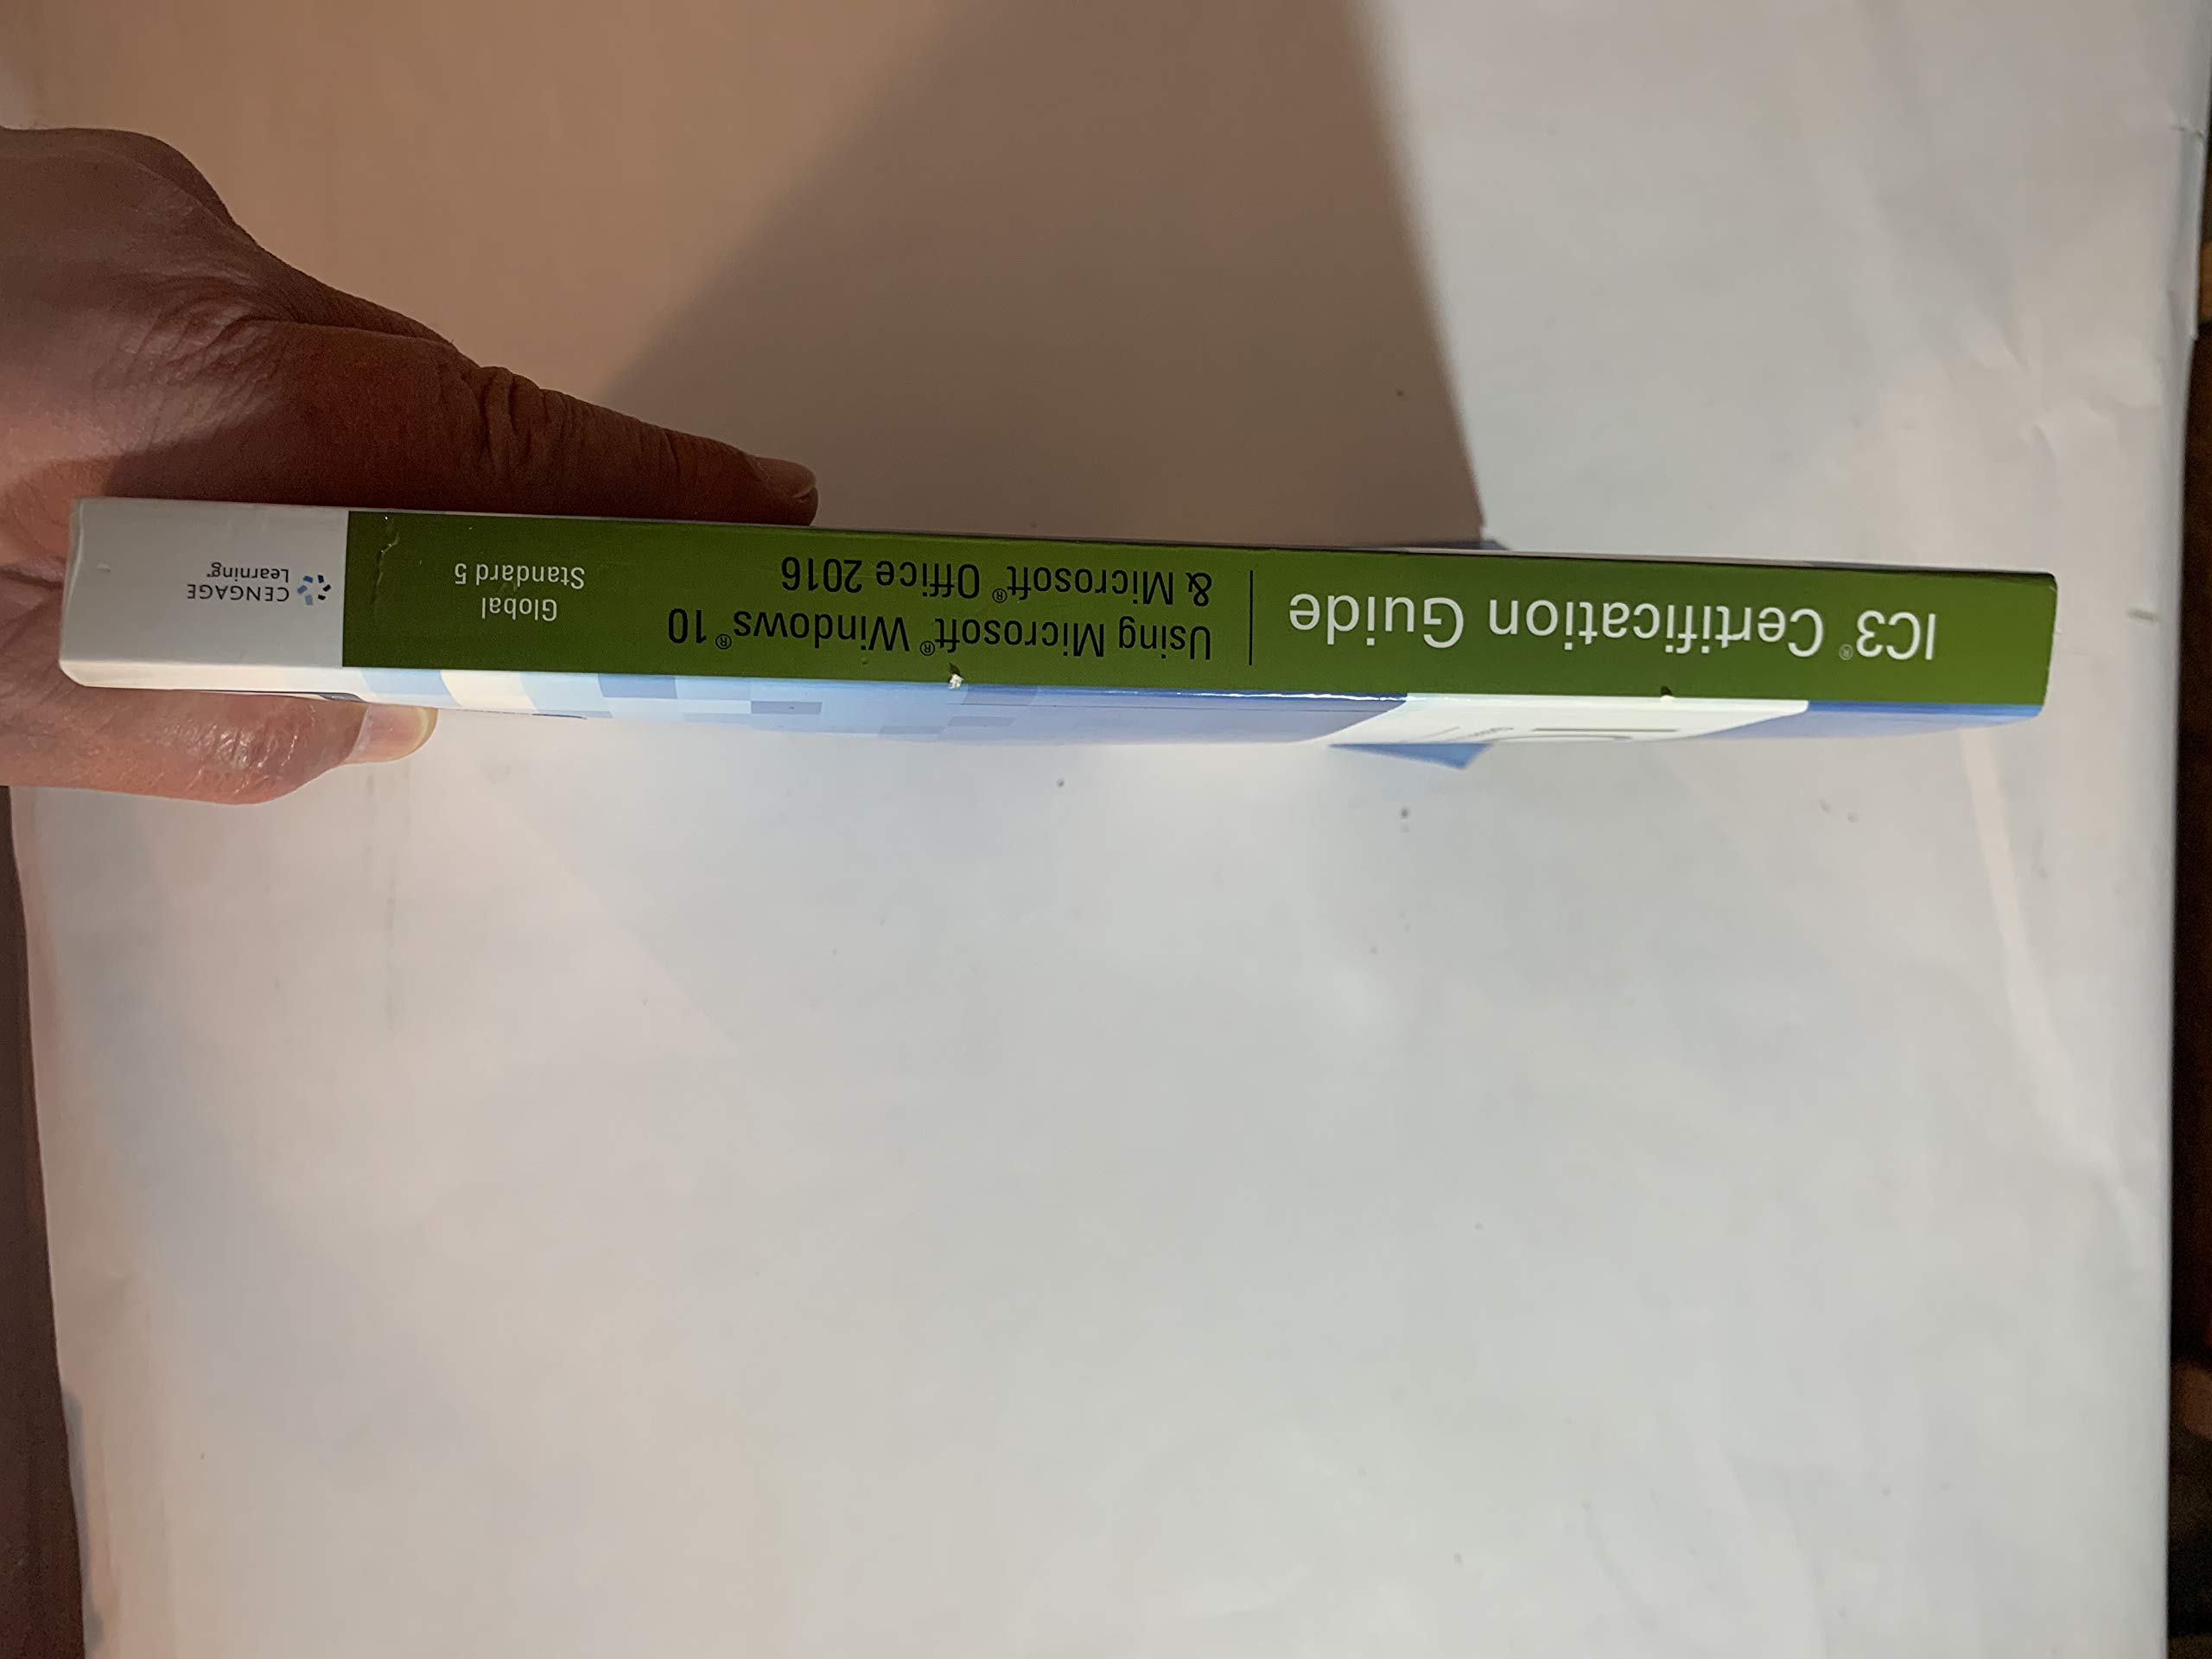 IC3® Certification Guide
Using Microsoft® Windows® 10
& Microsoft® Office 2016
Global
Standard 5
CENGAGE
Learning®